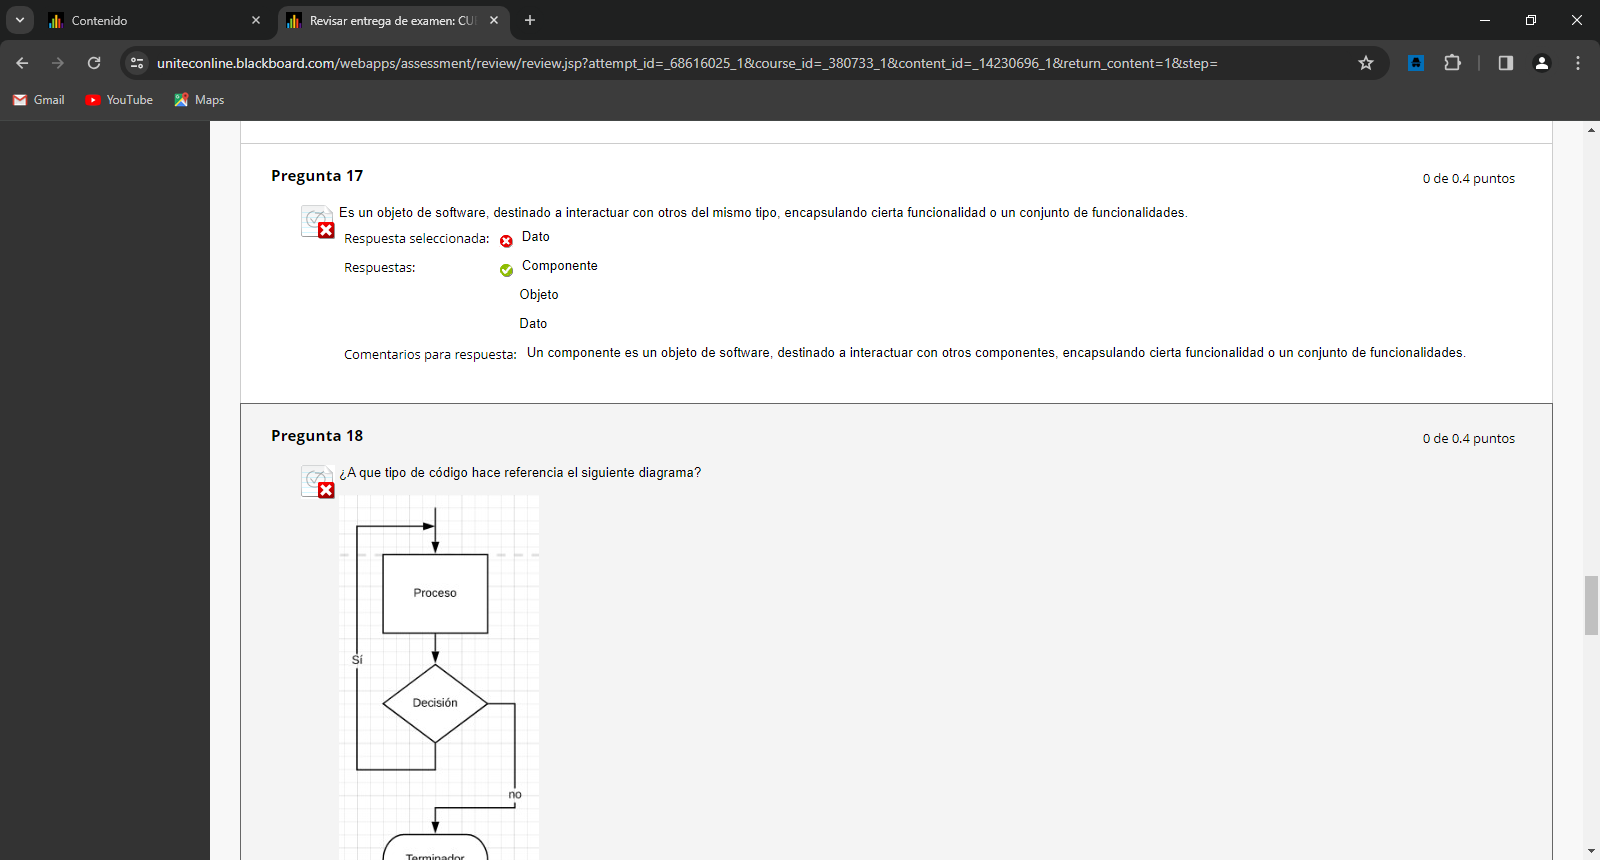 Contenido
Revisar entrega de examen: CU
uniteconline.blackboard.com/webapps/assessment/review/review.jsp?attempt_id=_68616025_1&course_id=_380733_1&content_id=_14230696_1&return_content=1&step=
Gmail
YouTube
Maps
Pregunta 17
0 de 0.4 puntos
Es un objeto de software, destinado a interactuar con otros del mismo tipo, encapsulando cierta funcionalidad o un conjunto de funcionalidades.
Respuesta seleccionada: Dato
Respuestas: Componente
Objeto
Dato
Comentarios para respuesta: Un componente es un objeto de software, destinado a interactuar con otros componentes, encapsulando cierta funcionalidad o un conjunto de funcionalidades.
Pregunta 18
0 de 0.4 puntos
¿A que tipo de código hace referencia el siguiente diagrama?
Proceso
Sí
Decisión
no
Terminador